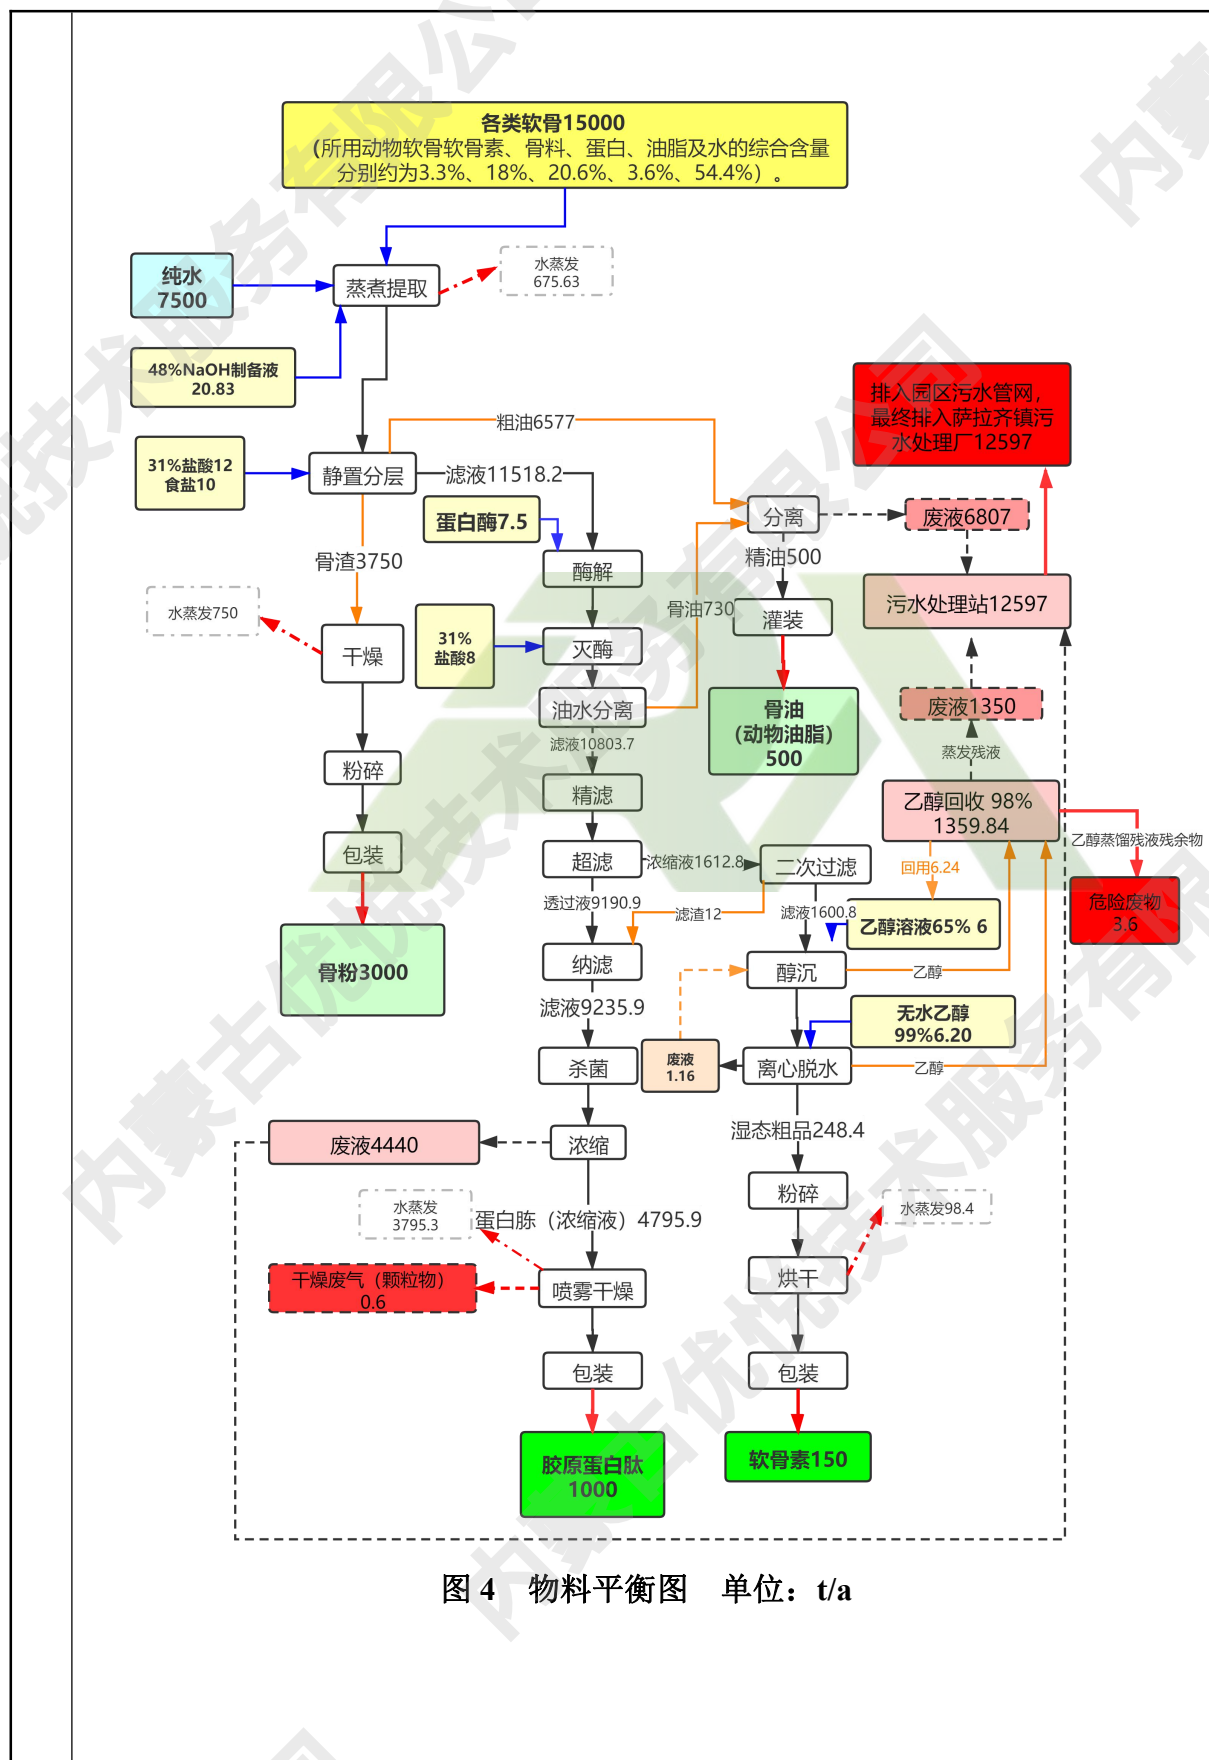 各类软骨15000
（所用动物软骨软骨素、骨料、蛋白、油脂及水的综合含量
分别约为3.3%、18%、20.6%、3.6%、54.4%）。
纯水
7500
蒸煮提取
水蒸发
675.63
48%NaOH制备液
20.83
排入园区污水管网，
最终排入萨拉齐镇污
水处理厂12597
粗油6577
31%盐酸12
食盐10
静置分层
滤液11518.2
蛋白酶7.5
分离
废液6807
骨渣3750
精油500
酶解
水蒸发750
骨油730
灌装
污水处理站12597
干燥
31%
盐酸8
灭酶
油水分离
骨油
（动物油脂）
500
废液1350
滤液10803.7
蒸发残液
粉碎
精滤
乙醇回收 98%
1359.84
乙醇蒸馏残液残余物
包装
超滤
浓缩液1612.8
二次过滤
回用6.24
危险废物
3.6
透过液9190.9
滤渣12
滤液1600.8
乙醇溶液65% 6
骨粉3000
纳滤
醇沉
乙醇
滤液9235.9
无水乙醇
99%6.20
杀菌
废液
1.16
离心脱水
乙醇
湿态粗品248.4
废液4440
浓缩
粉碎
水蒸发
3795.3
蛋白胨（浓缩液）4795.9
水蒸发98.4
干燥废气（颗粒物）
0.6
喷雾干燥
烘干
包装
包装
胶原蛋白肽
1000
软骨素150
图 4 物料平衡图 单位：t/a
内蒙古优悦技术服务有限公司